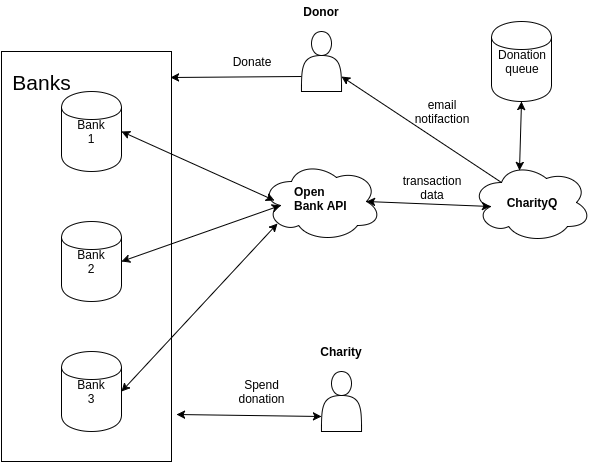 Donor
Donate
Donation
queue
Banks
Bank
1
email
notifaction
Open
Bank API
transaction
data
CharityQ
Bank
2
Charity
Bank
3
Spend
donation